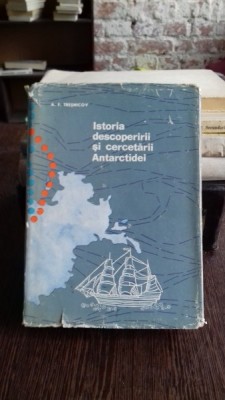 A. F. TREȘNICOV
Istoria
descoperirii
și cercetării
Antarctidei